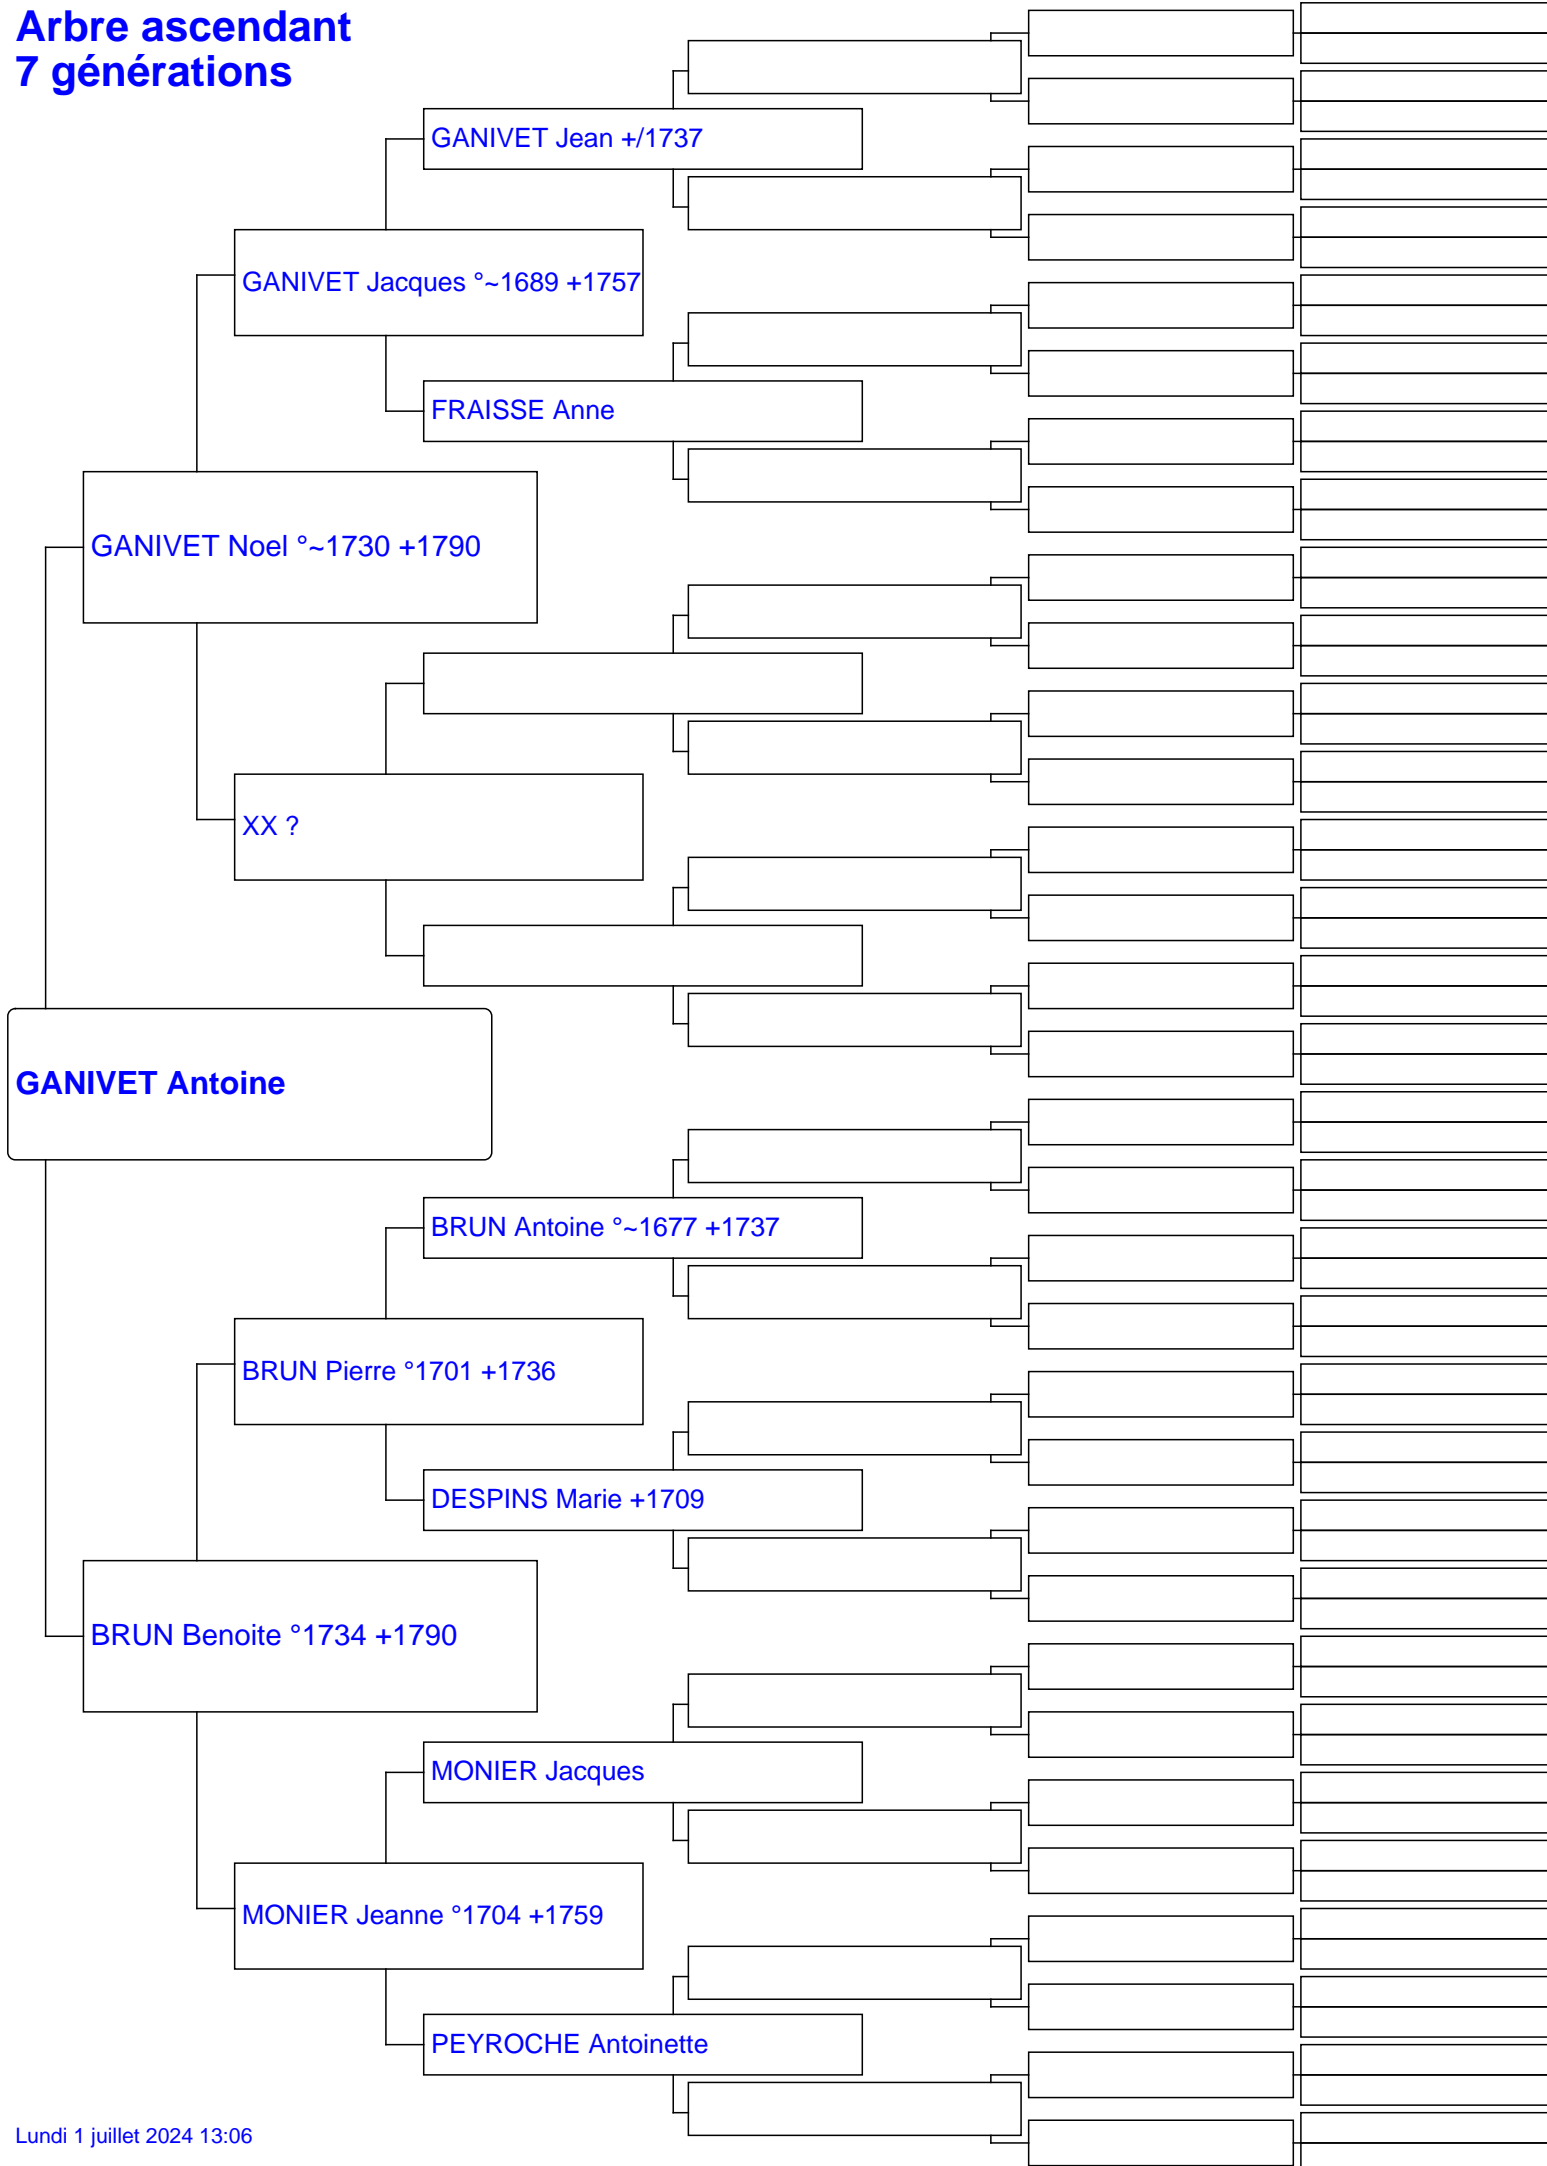 Arbre ascendant
7 générations
GANIVET Jean +/1737
GANIVET Jacques °~1689 +1757
FRAISSE Anne
GANIVET Noel °~1730 +1790
XX ?
GANIVET Antoine
BRUN Antoine °~1677 +1737
BRUN Pierre °1701 +1736
DESPINS Marie +1709
BRUN Benoite °1734 +1790
MONIER Jacques
MONIER Jeanne °1704 +1759
PEYROCHE Antoinette
Lundi 1 juillet 2024 13:06